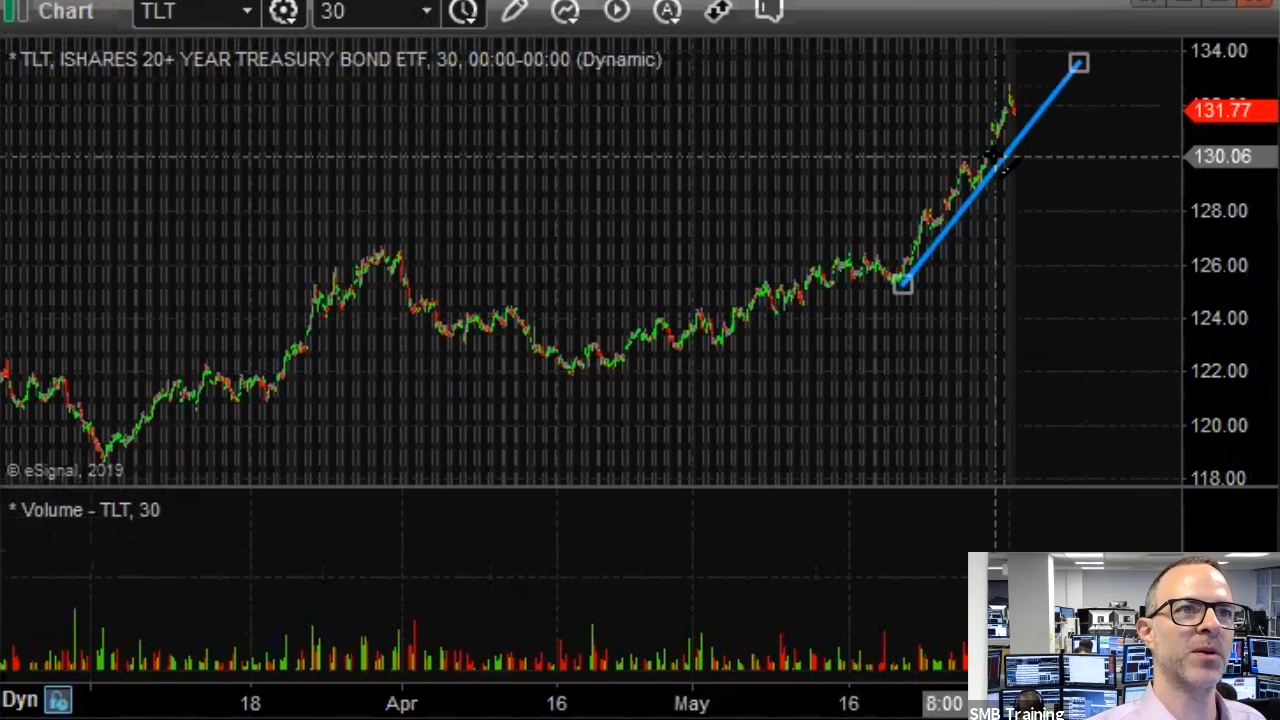 Chart TLT 30
* TLT, ISHARES 20+ YEAR TREASURY BOND ETF, 30, 00:00-00:00 (Dynamic)
134.00
131.77
130.06
128.00
126.00
124.00
122.00
120.00
118.00
© eSignal, 2019
* Volume - TLT, 30
Dyn
18 Apr 16 May 16 8:00
SMB Training